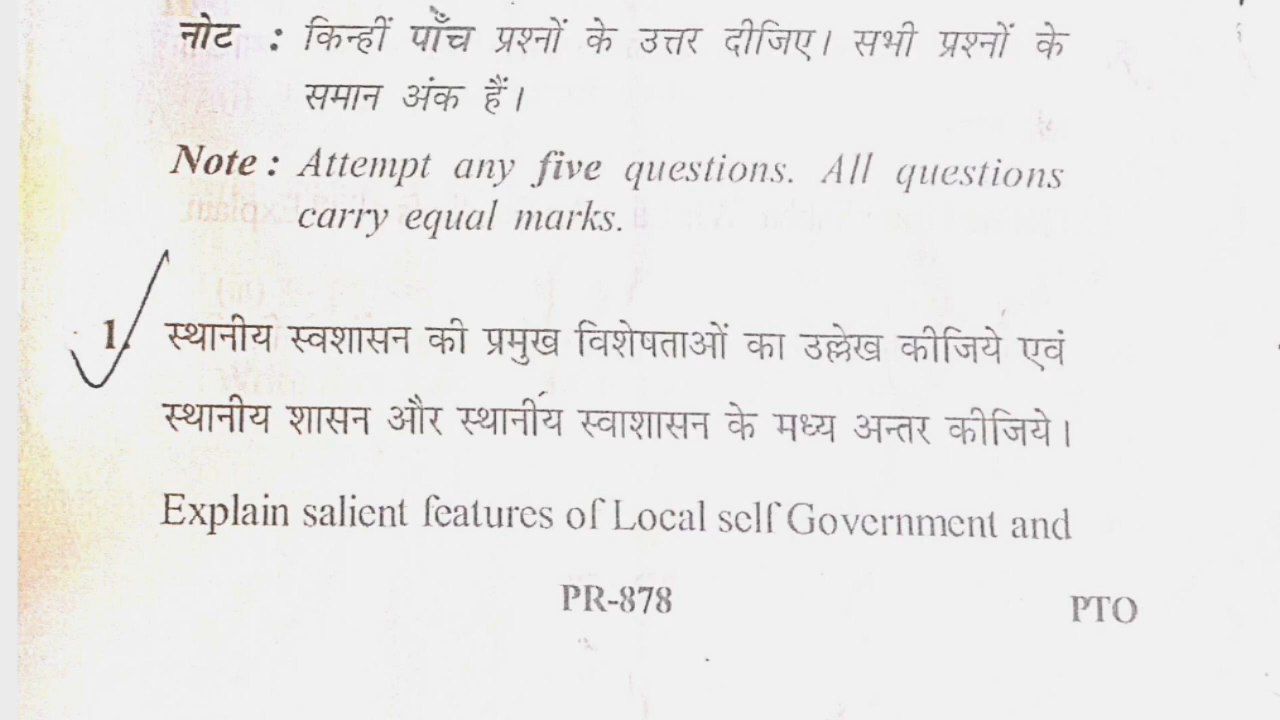 नोट : किन्हीं पाँच प्रश्नों के उत्तर दीजिए। सभी प्रश्नों के
समान अंक हैं।
Note : Attempt any five questions. All questions
carry equal marks.
1. स्थानीय स्वशासन की प्रमुख विशेषताओं का उल्लेख कीजिये एवं
स्थानीय शासन और स्थानीय स्वाशासन के मध्य अन्तर कीजिये।
Explain salient features of Local self Government and
PR-878
PTO